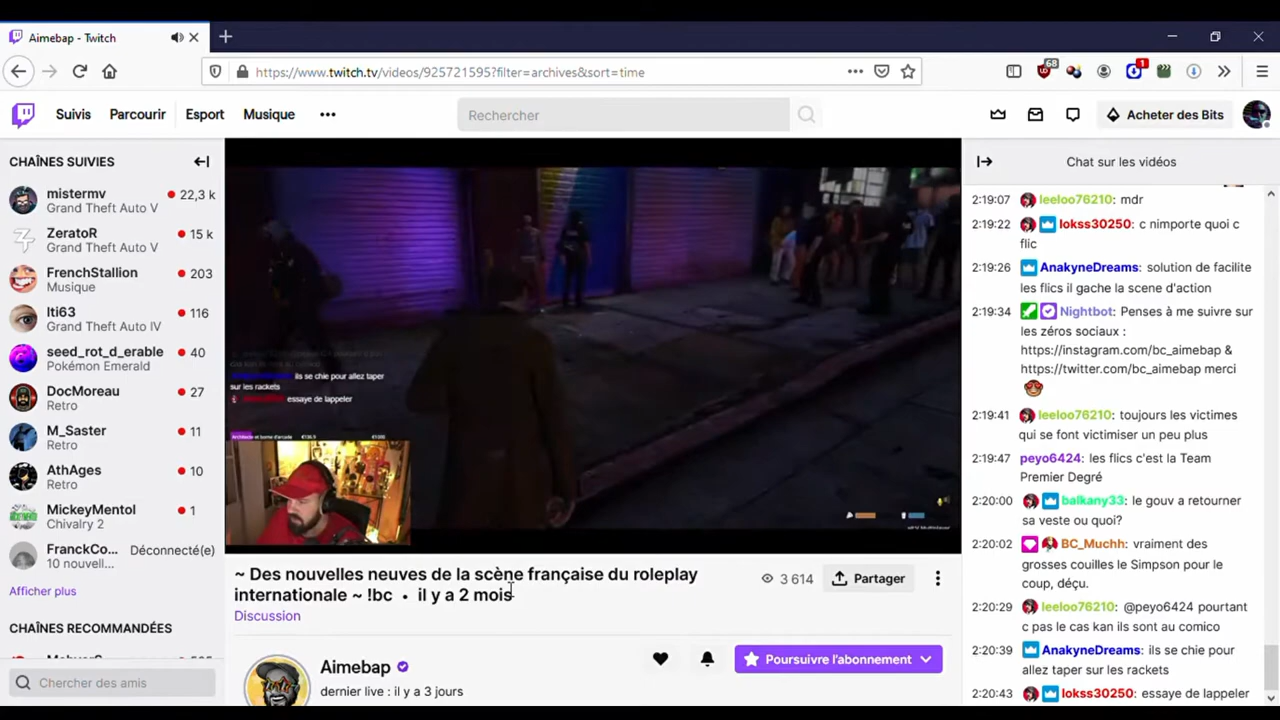 Aimebap - Twitch
https://www.twitch.tv/videos/925721595?filter=archives&sort=time
68
1
Suivis
Parcourir
Esport
Musique
Rechercher
Acheter des Bits
CHAÎNES SUIVIES
mistermv
22,3 k
Grand Theft Auto V
ZeratoR
15 k
Grand Theft Auto V
FrenchStallion
203
Musique
lti63
116
Grand Theft Auto IV
seed_rot_d_erable
40
Pokémon Emerald
DocMoreau
27
Retro
M_Saster
11
Retro
AthAges
10
Retro
MickeyMentol
1
Chivalry 2
FranckCo...
Déconnecté(e)
10 nouvell...
Afficher plus
CHAÎNES RECOMMANDÉES
Chercher des amis
ils se chie pour allez taper
sur les rackets
essaye de lappeler
~ Des nouvelles neuves de la scène française du roleplay
internationale ~ !bc • il y a 2 mois
Discussion
3 614
Partager
Aimebap
dernier live : il y a 3 jours
Poursuivre l'abonnement
Chat sur les vidéos
2:19:07 leeloo76210: mdr
2:19:22 lokss30250: c nimporte quoi c
flic
2:19:26 AnakyneDreams: solution de facilite
les flics il gache la scene d'action
2:19:34 Nightbot: Penses à me suivre sur
les zéros sociaux :
https://instagram.com/bc_aimebap &
https://twitter.com/bc_aimebap merci
2:19:41 leeloo76210: toujours les victimes
qui se font victimiser un peu plus
2:19:47 peyo6424: les flics c'est la Team
Premier Degré
2:20:00 balkany33: le gouv a retourner
sa veste ou quoi?
2:20:02 BC_Muchh: vraiment des
grosses couilles le Simpson pour le
coup, déçu.
2:20:29 leeloo76210: @peyo6424 pourtant
c pas le cas kan ils sont au comico
2:20:39 AnakyneDreams: ils se chie pour
allez taper sur les rackets
2:20:43 lokss30250: essaye de lappeler